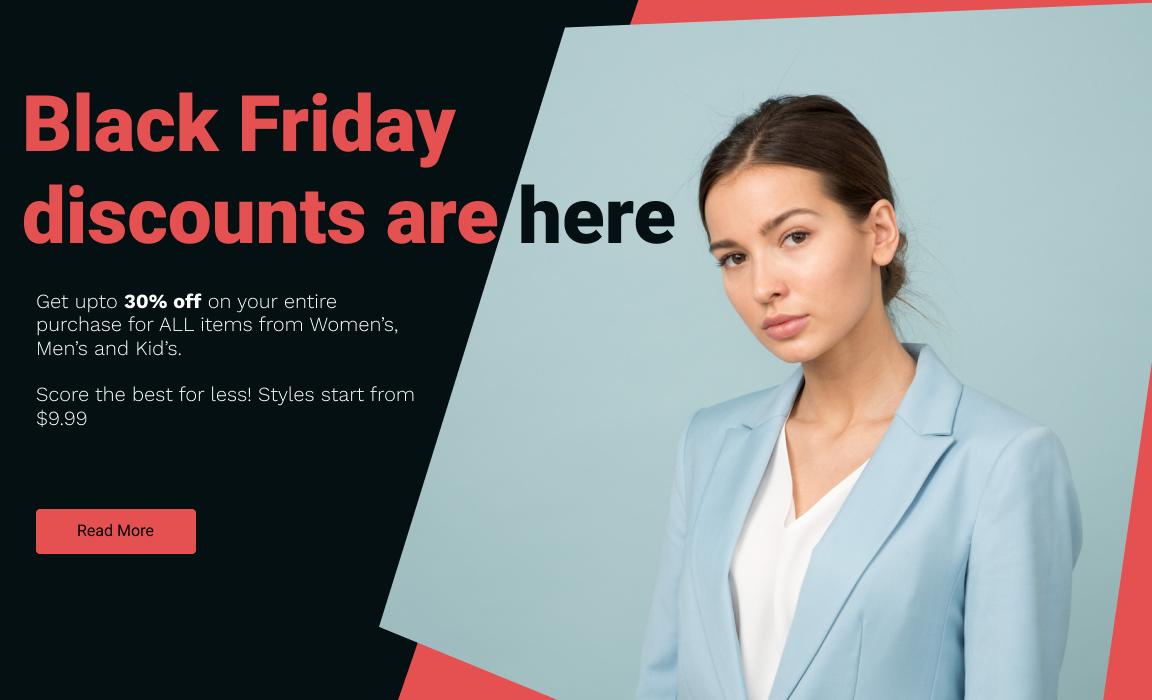 Black Friday
discounts are here
Get upto 30% off on your entire
purchase for ALL items from Women’s,
Men’s and Kid’s.
Score the best for less! Styles start from
$9.99
Read More